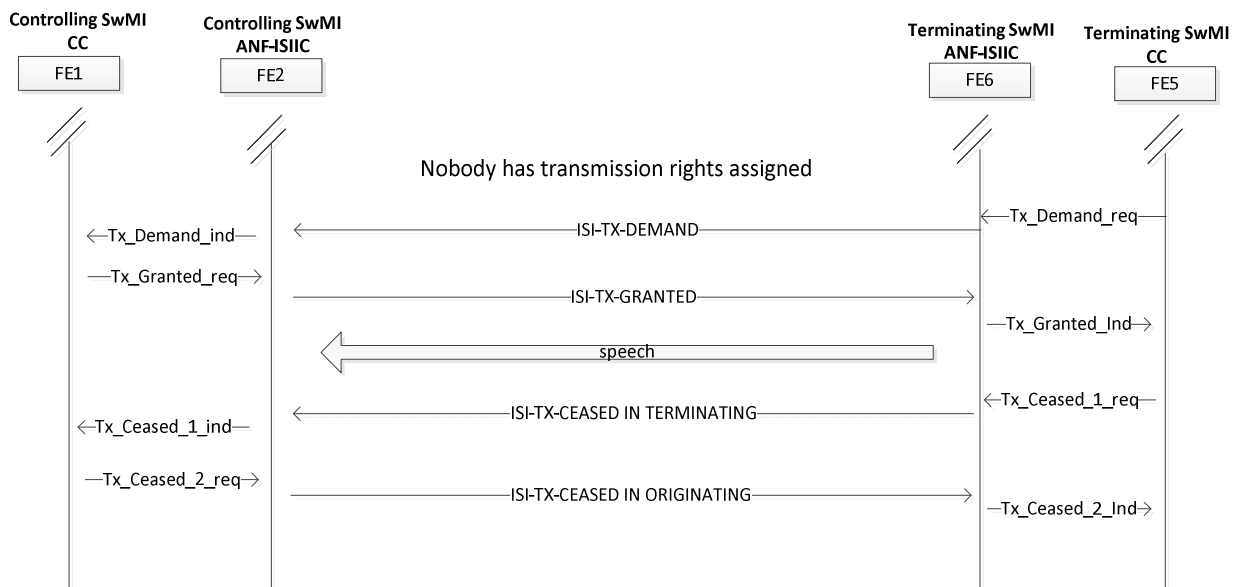 Controlling SwMI
CC
FE1
Controlling SwMI
ANF-ISIIC
FE2
Terminating SwMI
ANF-ISIIC
FE6
Terminating SwMI
CC
FE5
Nobody has transmission rights assigned
Tx_Demand_req
ISI-TX-DEMAND
Tx_Demand_ind
Tx_Granted_req
ISI-TX-GRANTED
Tx_Granted_Ind
speech
Tx_Ceased_1_req
ISI-TX-CEASED IN TERMINATING
Tx_Ceased_1_ind
Tx_Ceased_2_req
ISI-TX-CEASED IN ORIGINATING
Tx_Ceased_2_Ind